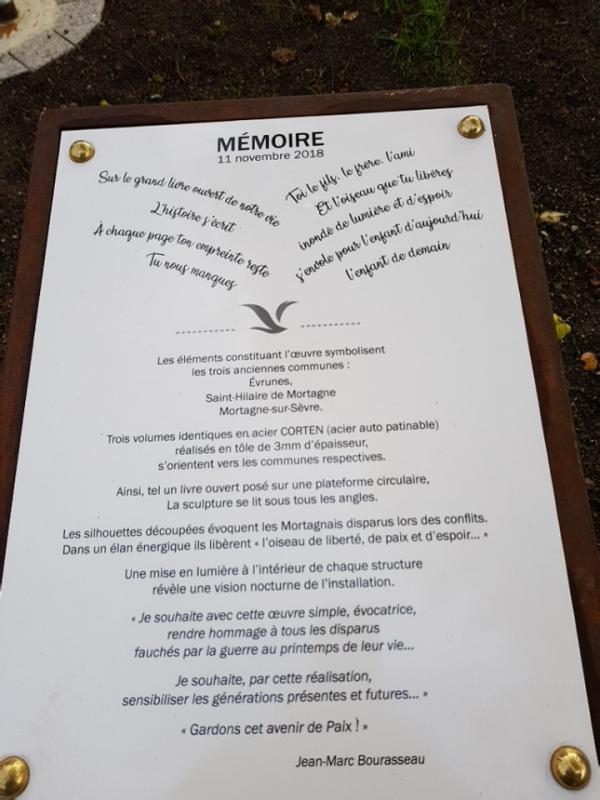 MÉMOIRE
11 novembre 2018
Sur le grand livre ouvert de notre vie
L'histoire s'écrit
À chaque page ton empreinte reste
Tu nous manques
Toi le fils, le frère, l'ami
Et l'oiseau que tu libères
inondé de lumière et d'espoir
s'envole pour l'enfant d'aujourd'hui
l'enfant de demain
Les éléments constituant l'œuvre symbolisent
les trois anciennes communes :
Évrunes,
Saint-Hilaire de Mortagne
Mortagne-sur-Sèvre.
Trois volumes identiques en acier CORTEN (acier auto patinable)
réalisés en tôle de 3mm d'épaisseur,
s'orientent vers les communes respectives.
Ainsi, tel un livre ouvert posé sur une plateforme circulaire,
La sculpture se lit sous tous les angles.
Les silhouettes découpées évoquent les Mortagnais disparus lors des conflits.
Dans un élan énergique ils libèrent « l'oiseau de liberté, de paix et d'espoir... »
Une mise en lumière à l'intérieur de chaque structure
révèle une vision nocturne de l'installation.
« Je souhaite avec cette œuvre simple, évocatrice,
rendre hommage à tous les disparus
fauchés par la guerre au printemps de leur vie...
Je souhaite, par cette réalisation,
sensibiliser les générations présentes et futures... »
« Gardons cet avenir de Paix ! »
Jean-Marc Bourasseau